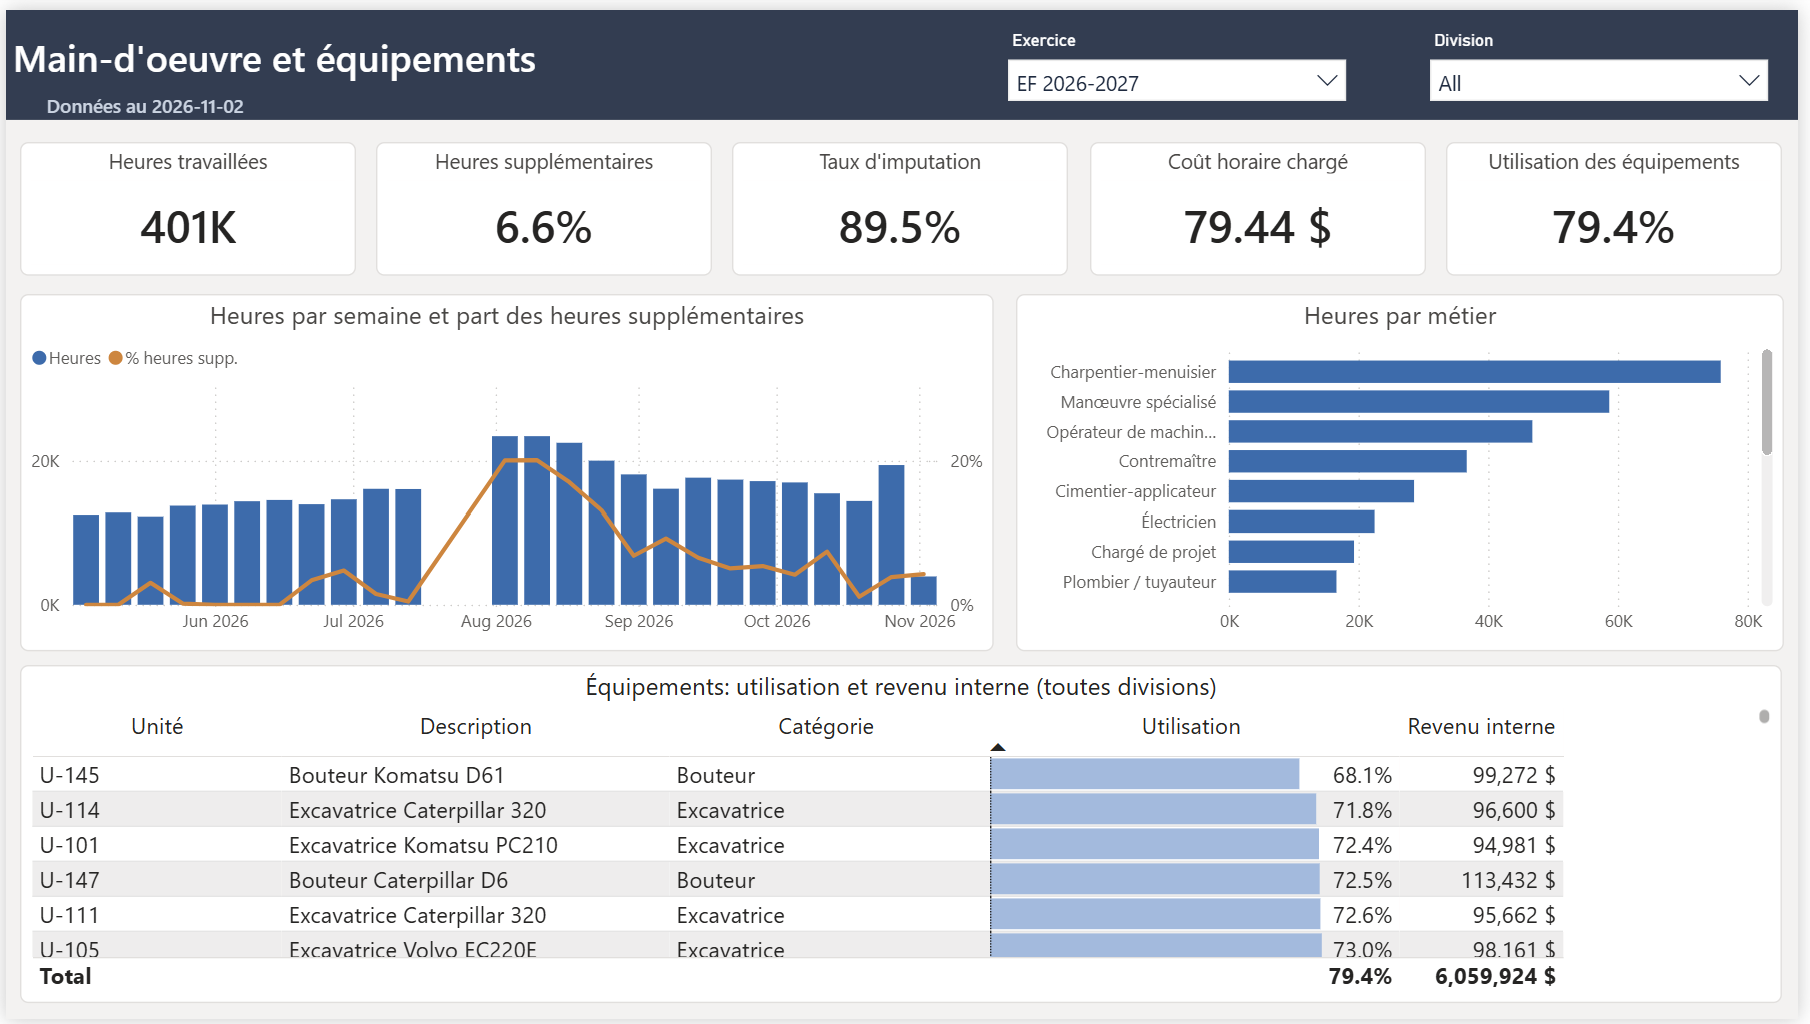 Main-d'oeuvre et équipements
Données au 2026-11-02
Exercice
EF 2026-2027
Division
All
Heures travaillées
401K
Heures supplémentaires
6.6%
Taux d'imputation
89.5%
Coût horaire chargé
79.44 $
Utilisation des équipements
79.4%
Heures par semaine et part des heures supplémentaires
Heures
% heures supp.
20K
0K
20%
0%
Jun 2026
Jul 2026
Aug 2026
Sep 2026
Oct 2026
Nov 2026
Heures par métier
Charpentier-menuisier
Manœuvre spécialisé
Opérateur de machin...
Contremaître
Cimentier-applicateur
Électricien
Chargé de projet
Plombier / tuyauteur
0K
20K
40K
60K
80K
Équipements: utilisation et revenu interne (toutes divisions)
Unité Description Catégorie Utilisation Revenu interne
U-145 Bouteur Komatsu D61 Bouteur 68.1% 99,272 $
U-114 Excavatrice Caterpillar 320 Excavatrice 71.8% 96,600 $
U-101 Excavatrice Komatsu PC210 Excavatrice 72.4% 94,981 $
U-147 Bouteur Caterpillar D6 Bouteur 72.5% 113,432 $
U-111 Excavatrice Caterpillar 320 Excavatrice 72.6% 95,662 $
U-105 Excavatrice Volvo EC220E Excavatrice 73.0% 98,161 $
Total 79.4% 6,059,924 $